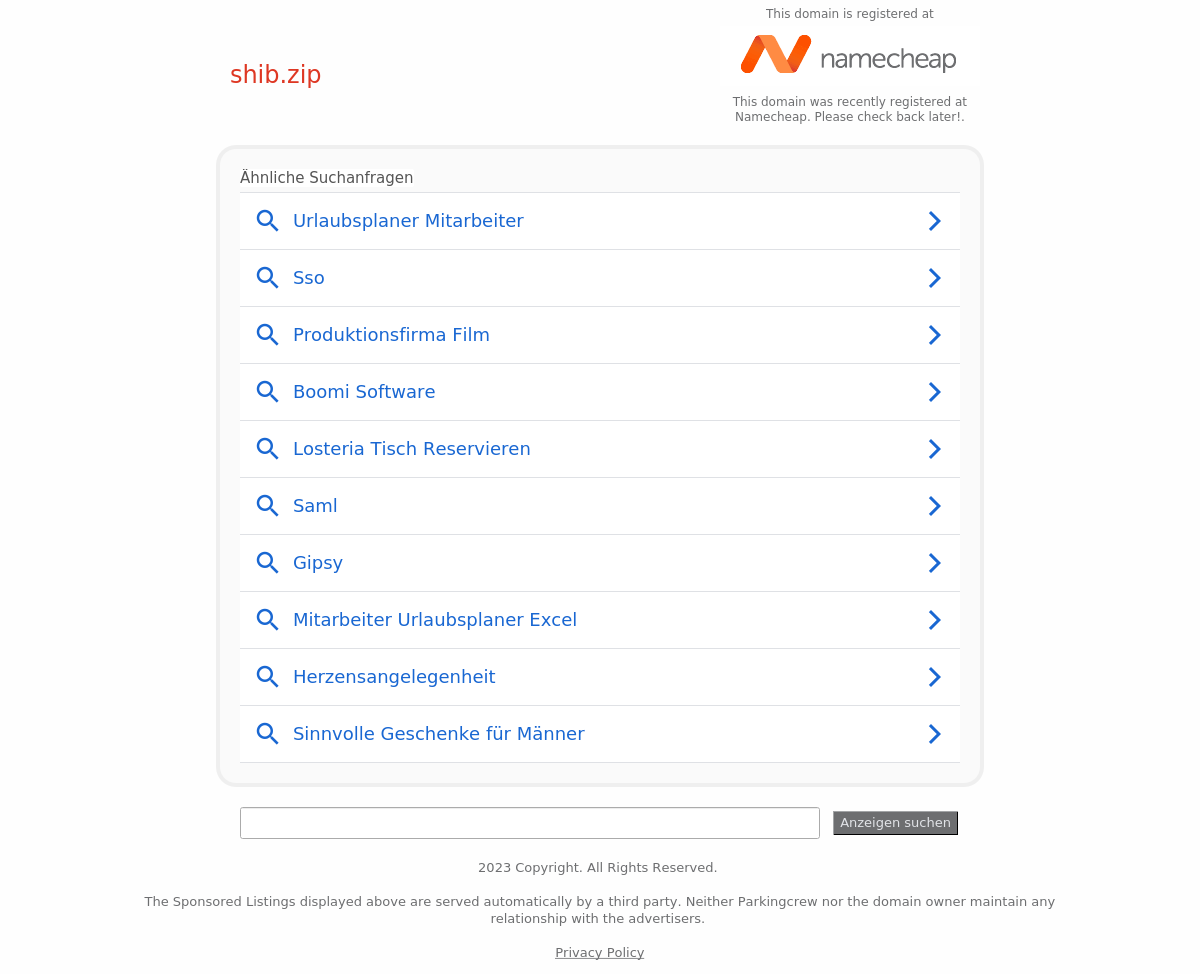 This domain is registered at
namecheap
shib.zip
This domain was recently registered at
Namecheap. Please check back later!.
Ähnliche Suchanfragen
Urlaubsplaner Mitarbeiter
Sso
Produktionsfirma Film
Boomi Software
Losteria Tisch Reservieren
Saml
Gipsy
Mitarbeiter Urlaubsplaner Excel
Herzensangelegenheit
Sinnvolle Geschenke für Männer
Anzeigen suchen
2023 Copyright. All Rights Reserved.
The Sponsored Listings displayed above are served automatically by a third party. Neither Parkingcrew nor the domain owner maintain any
relationship with the advertisers.
Privacy Policy